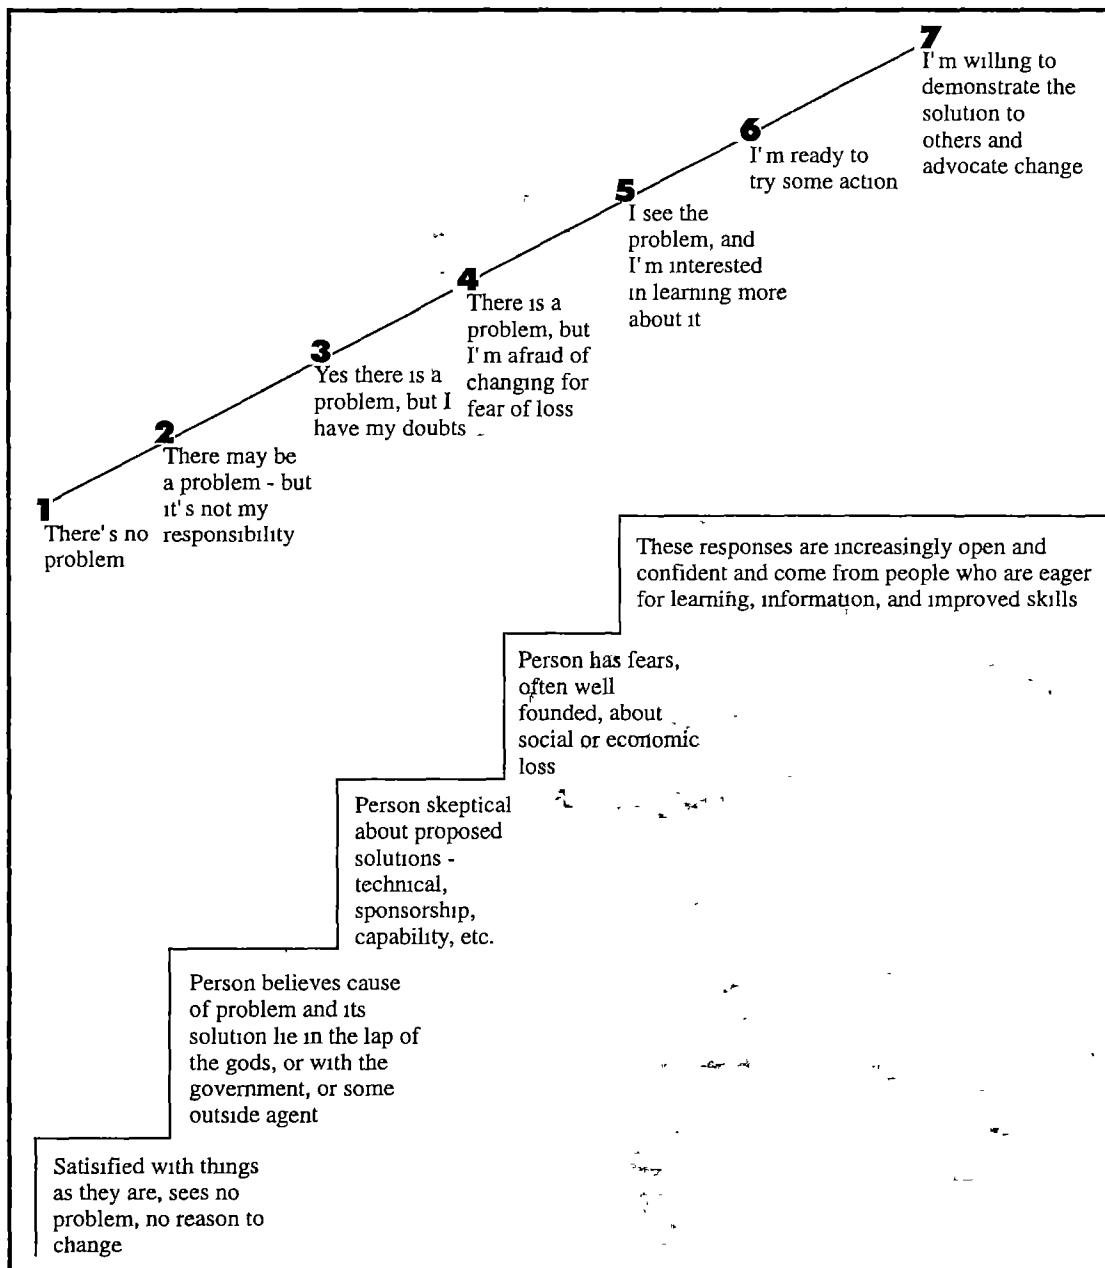 7
I'm willing to
demonstrate the
solution to
others and
advocate change
6
I'm ready to
try some action
5
I see the
problem, and
I'm interested
in learning more
about it
4
There is a
problem, but
I'm afraid of
changing for
fear of loss
3
Yes there is a
problem, but I
have my doubts
2
There may be
a problem - but
it's not my
responsibility
1
There's no
problem
These responses are increasingly open and
confident and come from people who are eager
for learning, information, and improved skills
Person has fears,
often well
founded, about
social or economic
loss
Person skeptical
about proposed
solutions -
technical,
sponsorship,
capability, etc.
Person believes cause
of problem and its
solution lie in the lap of
the gods, or with the
government, or some
outside agent
Satisified with things
as they are, sees no
problem, no reason to
change